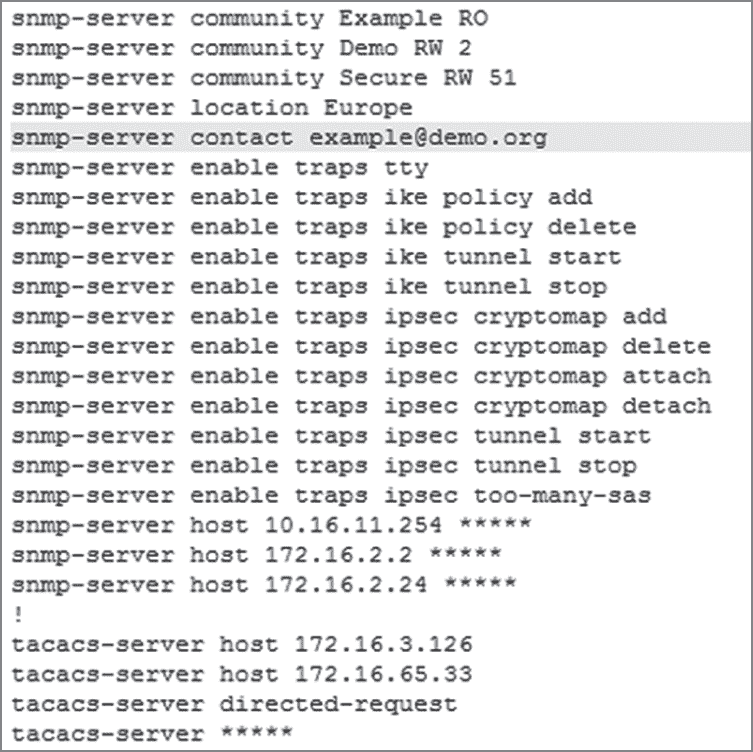 snmp-server community Example RO
snmp-server community Demo RW 2
snmp-server community Secure RW 51
snmp-server location Europe
snmp-server contact example@demo.org
snmp-server enable traps tty
snmp-server enable traps ike policy add
snmp-server enable traps ike policy delete
snmp-server enable traps ike tunnel start
snmp-server enable traps ike tunnel stop
snmp-server enable traps ipsec cryptomap add
snmp-server enable traps ipsec cryptomap delete
snmp-server enable traps ipsec cryptomap attach
snmp-server enable traps ipsec cryptomap detach
snmp-server enable traps ipsec tunnel start
snmp-server enable traps ipsec tunnel stop
snmp-server enable traps ipsec too-many-sas
snmp-server host 10.16.11.254 *****
snmp-server host 172.16.2.2 *****
snmp-server host 172.16.2.24 *****
!
tacacs-server host 172.16.3.126
tacacs-server host 172.16.65.33
tacacs-server directed-request
tacacs-server *****